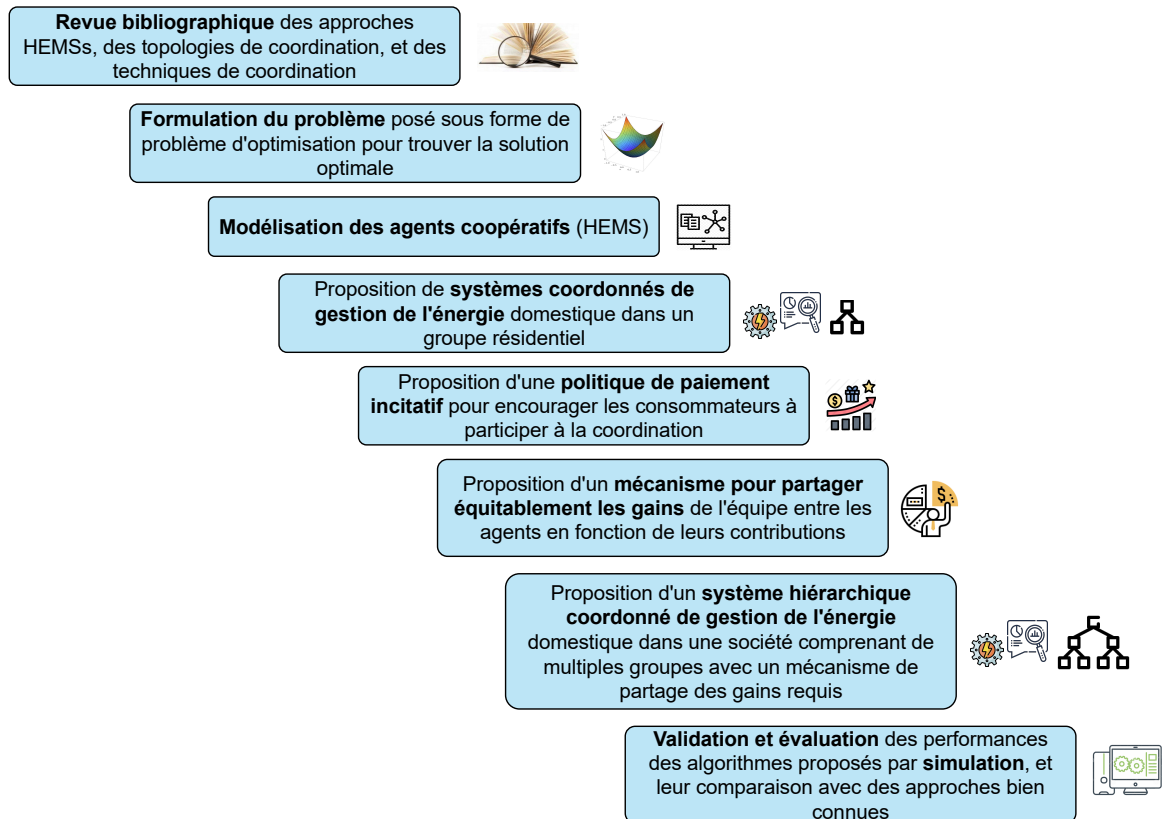 Revue bibliographique des approches
HEMSs, des topologies de coordination, et des
techniques de coordination
Formulation du problème posé sous forme de
problème d'optimisation pour trouver la solution
optimale
Modélisation des agents coopératifs (HEMS)
Proposition de systèmes coordonnés de
gestion de l'énergie domestique dans un
groupe résidentiel
Proposition d'une politique de paiement
incitatif pour encourager les consommateurs à
participer à la coordination
Proposition d'un mécanisme pour partager
équitablement les gains de l'équipe entre les
agents en fonction de leurs contributions
Proposition d'un système hiérarchique
coordonné de gestion de l'énergie
domestique dans une société comprenant de
multiples groupes avec un mécanisme de
partage des gains requis
Validation et évaluation des performances
des algorithmes proposés par simulation, et
leur comparaison avec des approches bien
connues